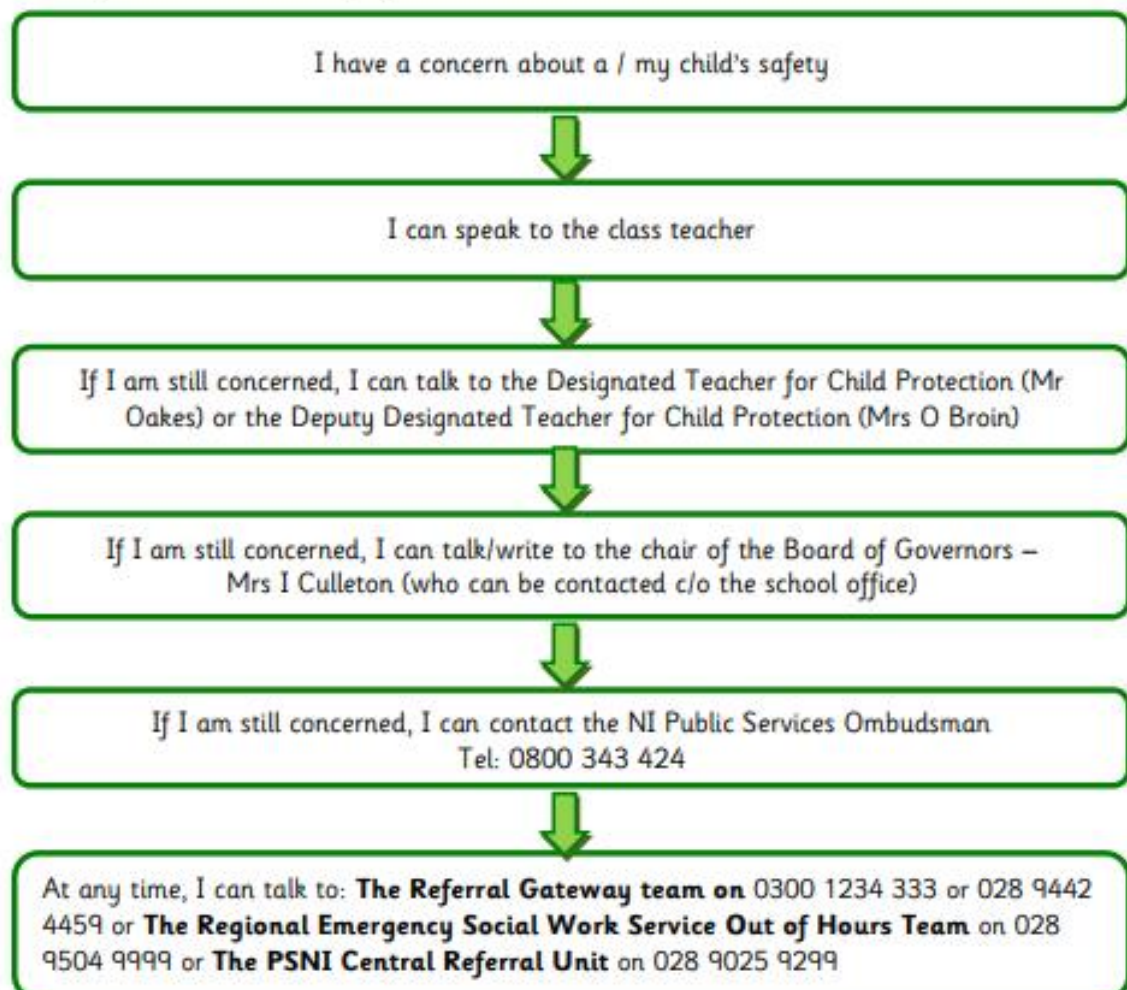 I have a concern about a / my child's safety
I can speak to the class teacher
If I am still concerned, I can talk to the Designated Teacher for Child Protection (Mr
Oakes) or the Deputy Designated Teacher for Child Protection (Mrs O Broin)
If I am still concerned, I can talk/write to the chair of the Board of Governors –
Mrs I Culleton (who can be contacted c/o the school office)
If I am still concerned, I can contact the NI Public Services Ombudsman
Tel: 0800 343 424
At any time, I can talk to: The Referral Gateway team on 0300 1234 333 or 028 9442
4459 or The Regional Emergency Social Work Service Out of Hours Team on 028
9504 9999 or The PSNI Central Referral Unit on 028 9025 9299